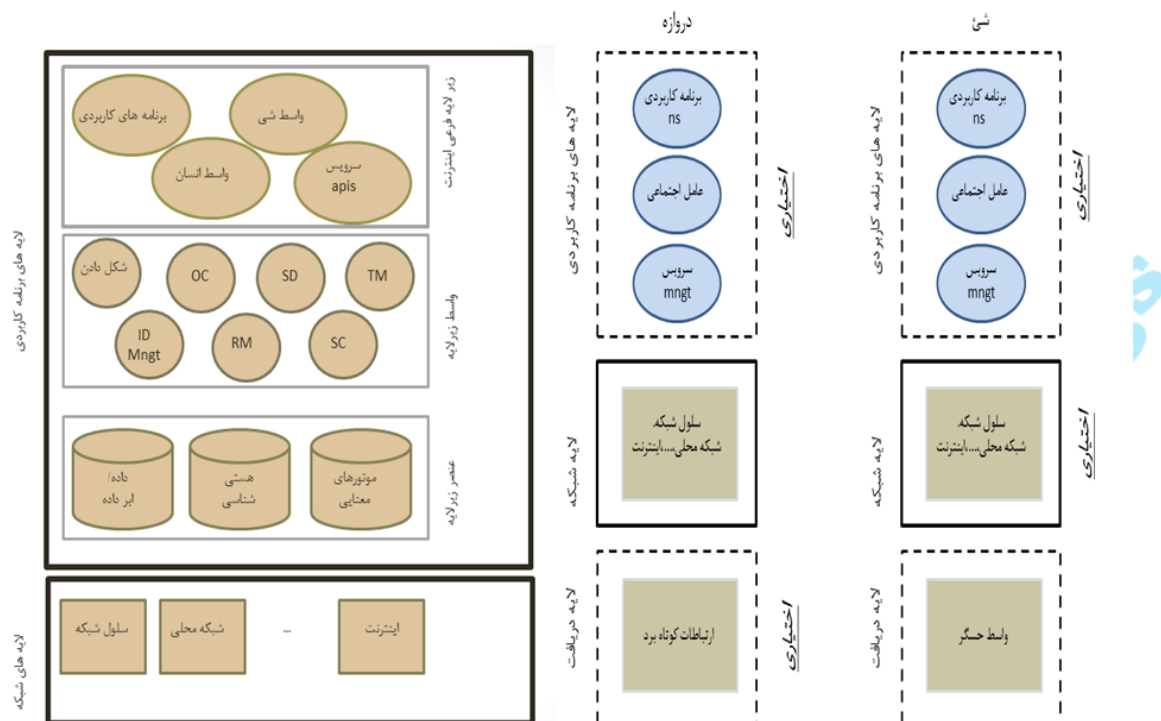 شئ
دروازه
زیر لایه فرعی اینترنت
برنامه های کاربردی
واسط شی
واسط انسان
سرویس
apis
لایه های برنامه کاربردی
واسط زیرلایه
شکل دادن
OC
SD
TM
ID
Mngt
RM
SC
عنصر زیرلایه
داده/
ابر داده
هستی
شناسی
موتورهای
معنایی
لایه های شبکه
سلول شبکه
شبکه محلی
...
اینترنت
لایه های برنامه کاربردی
برنامه کاربردی
ns
عامل اجتماعی
سرویس
mngt
اختیاری
لایه شبکه
سلول شبکه،
شبکه محلی،...،اینترنت
لایه دریافت
ارتباطات کوتاه برد
اختیاری
لایه های برنامه کاربردی
برنامه کاربردی
ns
عامل اجتماعی
سرویس
mngt
اختیاری
لایه شبکه
سلول شبکه،
شبکه محلی،...،اینترنت
اختیاری
لایه دریافت
واسط حسگر